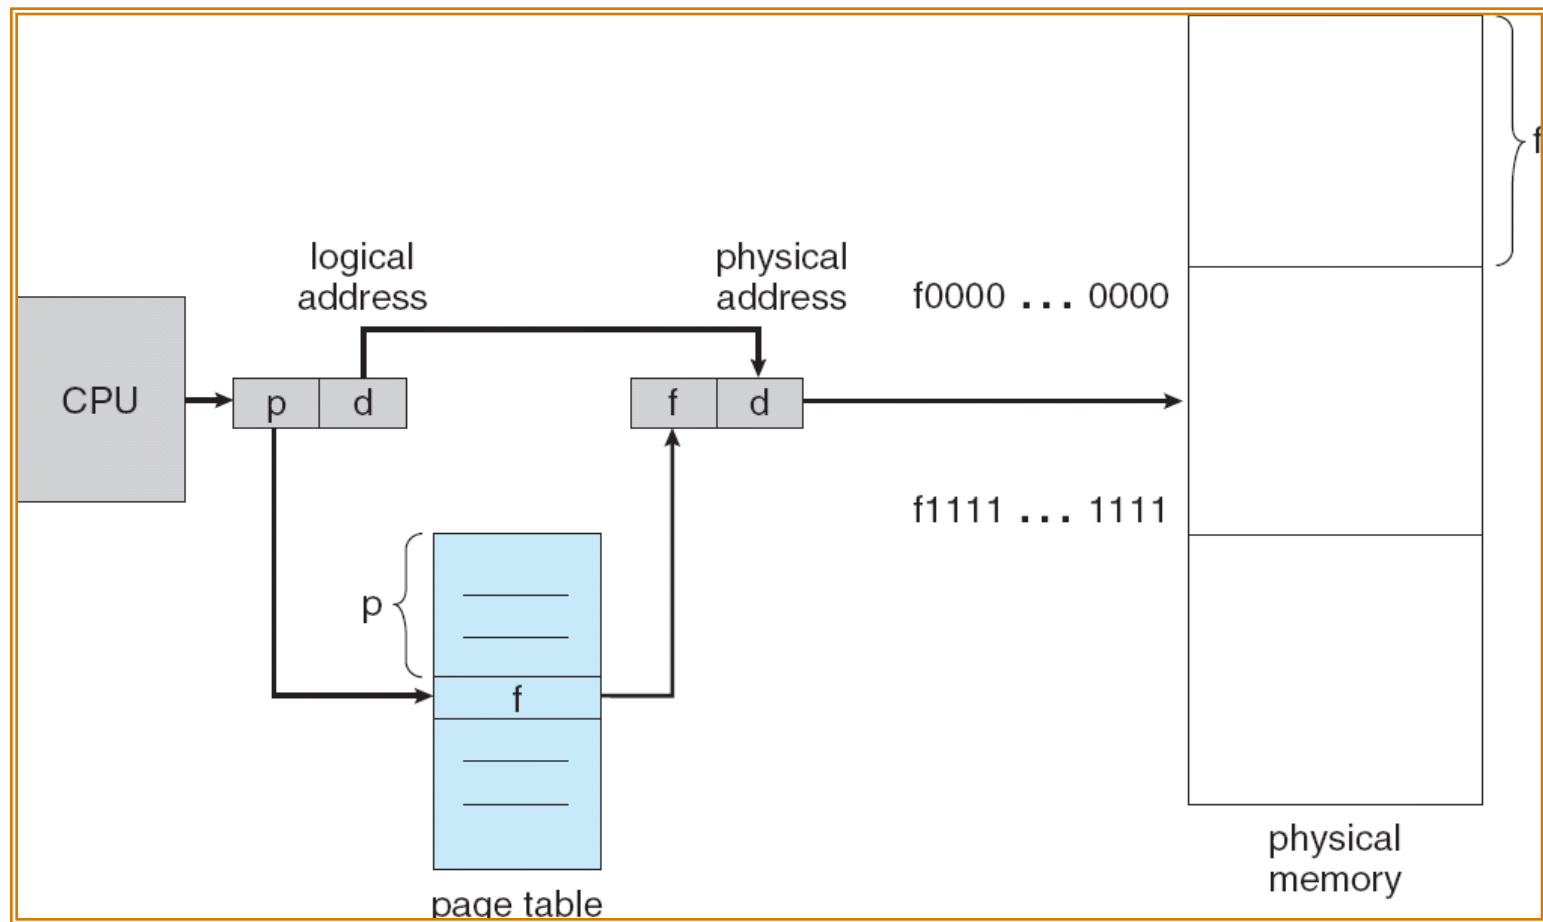 f
logical
address
physical
address
f0000 ... 0000
CPU
p
d
f
d
f1111 ... 1111
p
f
physical
memory
page table